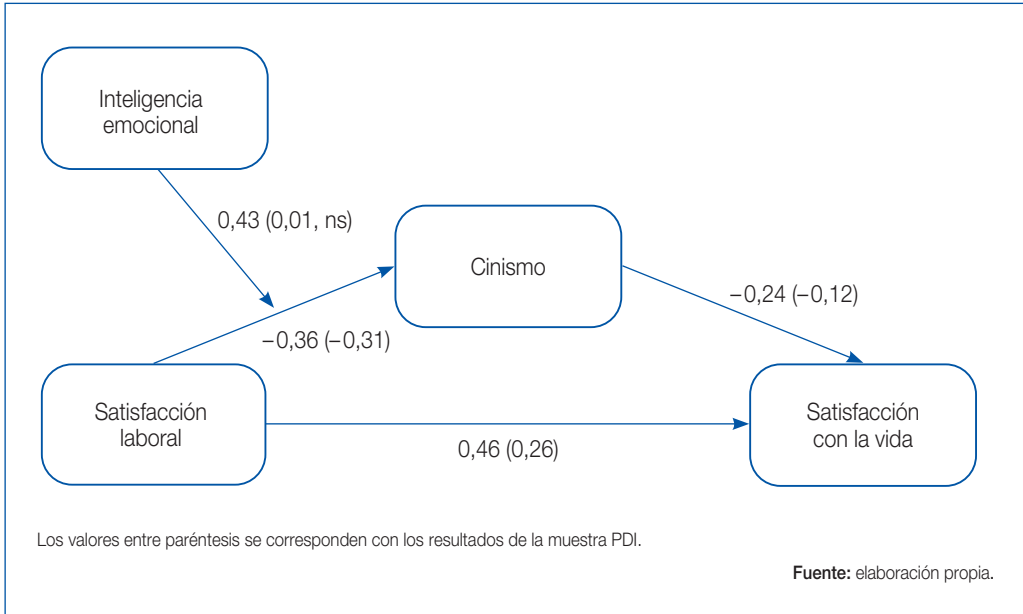 Inteligencia
emocional
0,43 (0,01, ns)
Cinismo
−0,24 (−0,12)
−0,36 (−0,31)
Satisfacción
laboral
0,46 (0,26)
Satisfacción
con la vida
Los valores entre paréntesis se corresponden con los resultados de la muestra PDI.
Fuente: elaboración propia.